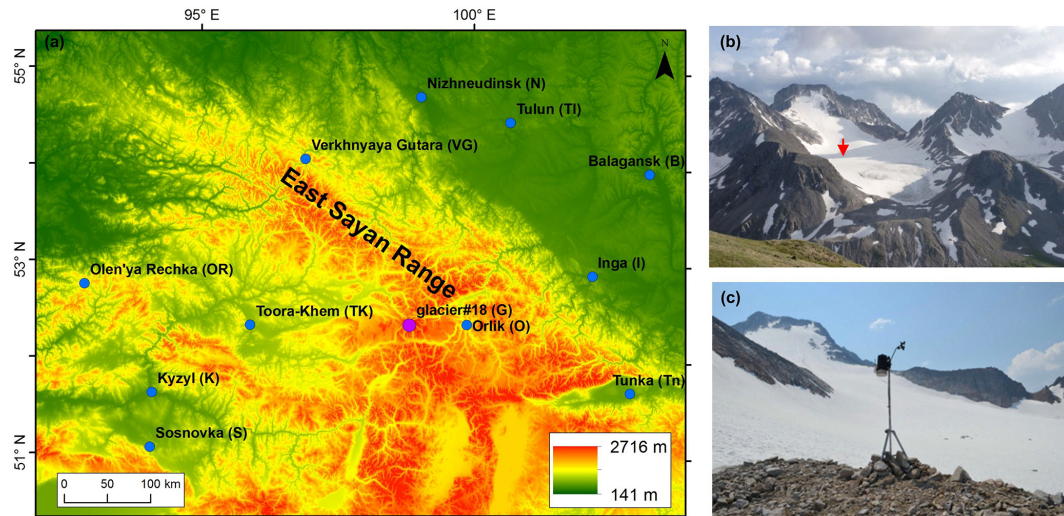 95° E
100° E
(a)
55° N
53° N
51° N
N
Nizhneudinsk (N)
Tulun (Tl)
Verkhnyaya Gutara (VG)
Balagansk (B)
East Sayan Range
Olen'ya Rechka (OR)
Inga (I)
Toora-Khem (TK)
glacier#18 (G)
Orlik (O)
Kyzyl (K)
Tunka (Tn)
Sosnovka (S)
0 50 100 km
2716 m
141 m
(b)
(c)